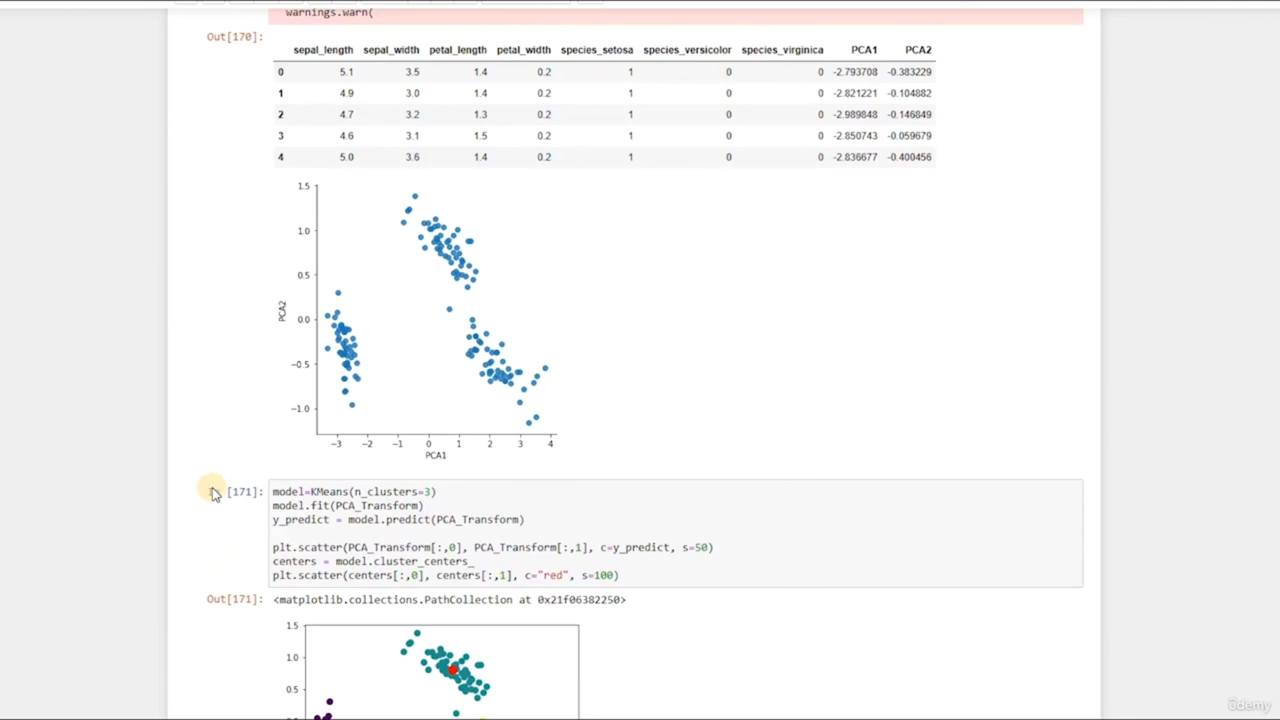 warnings.warn(
Out[170]:
sepal_length sepal_width petal_length petal_width species_setosa species_versicolor species_virginica PCA1 PCA2
0 5.1 3.5 1.4 0.2 1 0 0 -2.793708 -0.383229
1 4.9 3.0 1.4 0.2 1 0 0 -2.821221 -0.104882
2 4.7 3.2 1.3 0.2 1 0 0 -2.989848 -0.146849
3 4.6 3.1 1.5 0.2 1 0 0 -2.850743 -0.059679
4 5.0 3.6 1.4 0.2 1 0 0 -2.836677 -0.400456
1.5
1.0
0.5
0.0
−0.5
−1.0
PCA2
−3 −2 −1 0 1 2 3 4
PCA1
[171]: model=KMeans(n_clusters=3)
model.fit(PCA_Transform)
y_predict = model.predict(PCA_Transform)
plt.scatter(PCA_Transform[:,0], PCA_Transform[:,1], c=y_predict, s=50)
centers = model.cluster_centers_
plt.scatter(centers[:,0], centers[:,1], c="red", s=100)
Out[171]: <matplotlib.collections.PathCollection at 0x21f06382250>
1.5
1.0
0.5
ûdemy